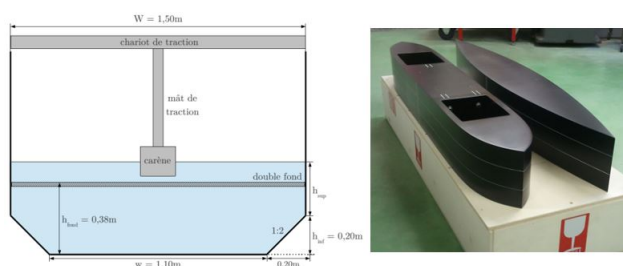 W = 1,50m
chariot de traction
mât de
traction
carène
double fond
h_sup
h_fond = 0,38m
1:2
h_inf = 0,20m
w = 1,10m
0,20m